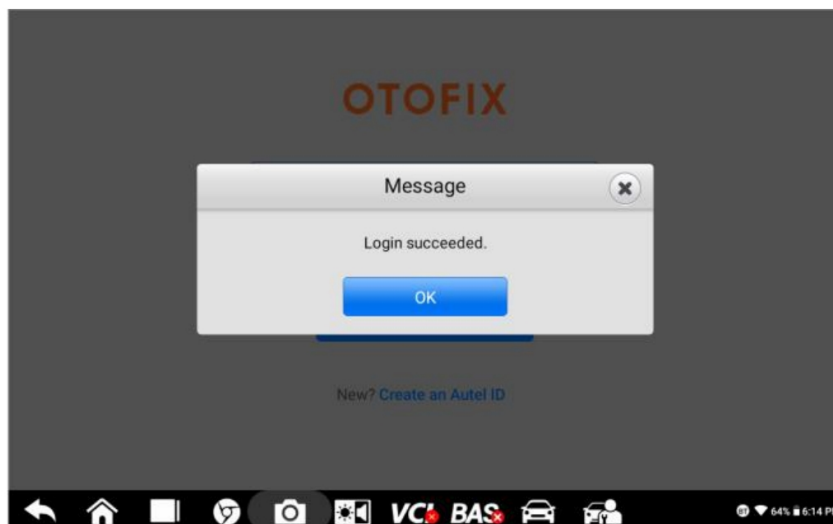 OTOFIX
Message
Login succeeded.
OK
New? Create an Autel ID
VCI BAS 64% 6:14 P